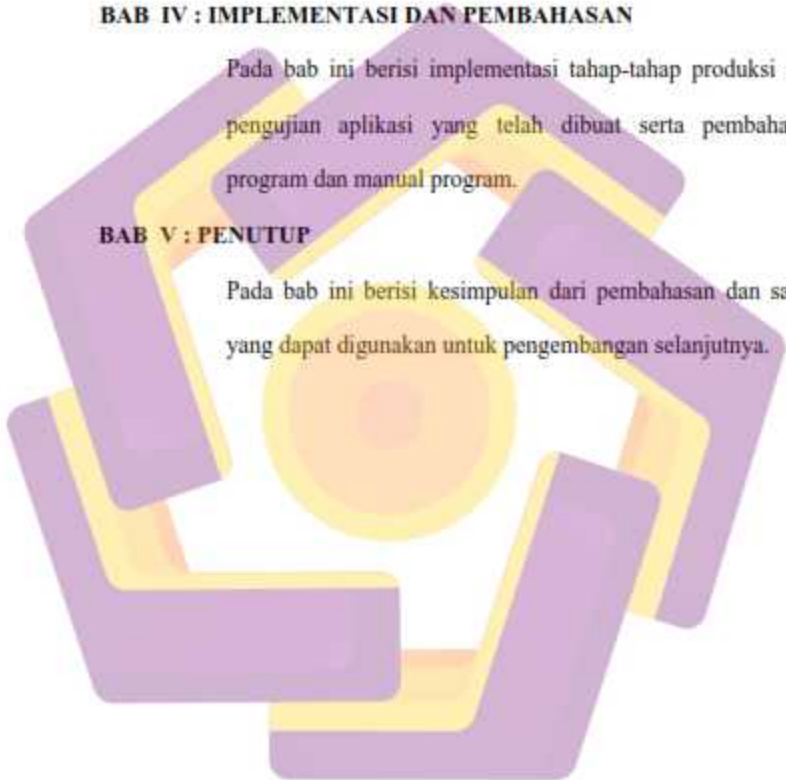 BAB IV : IMPLEMENTASI DAN PEMBAHASAN
Pada bab ini berisi implementasi tahap-tahap produksi
pengujian aplikasi yang telah dibuat serta
program dan manual program.
BAB V : PENUTUP
Pada bab ini berisi kesimpulan dari pembahasan dan
yang dapat digunakan untuk pengembangan selanjutnya.